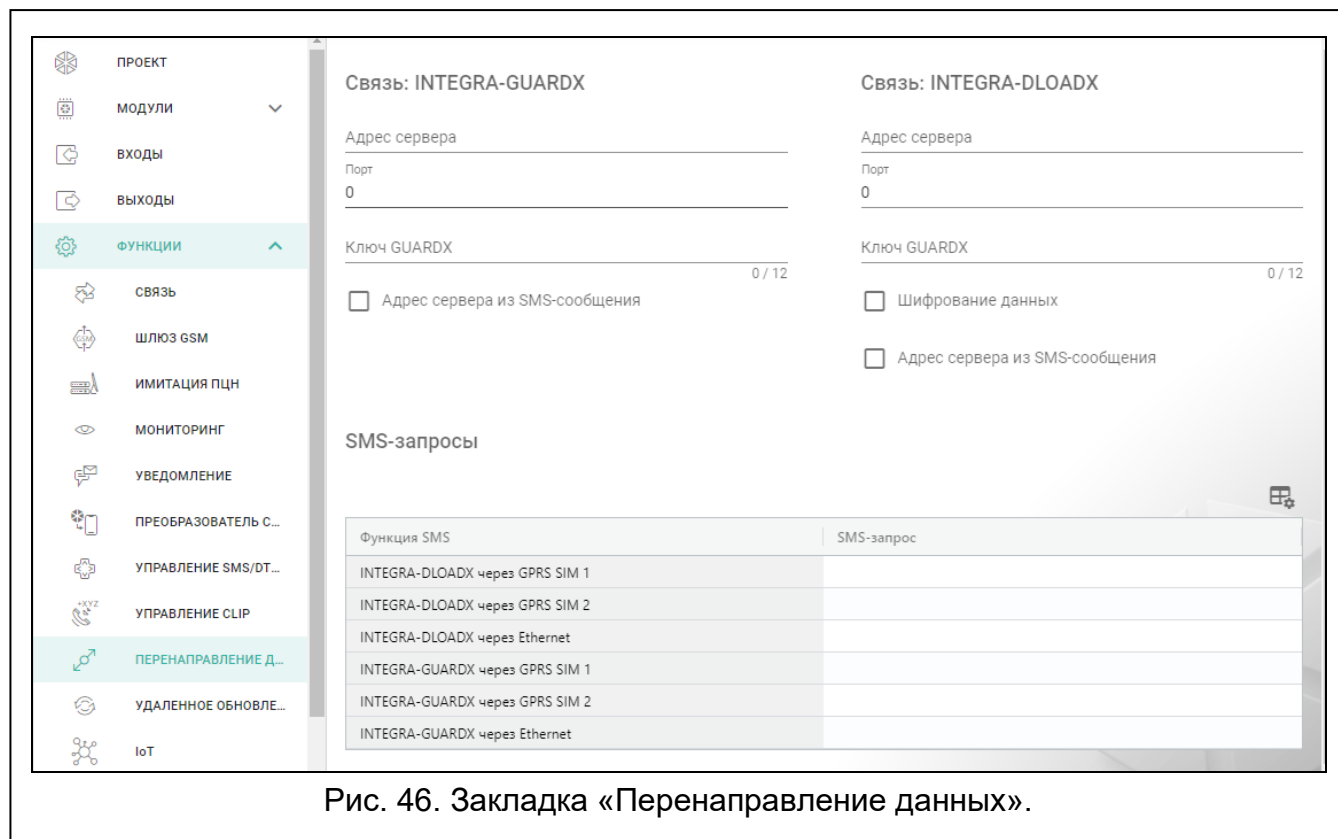 ПРОЕКТ
МОДУЛИ
ВХОДЫ
ВЫХОДЫ
ФУНКЦИИ
СВЯЗЬ
ШЛЮЗ GSM
ИМИТАЦИЯ ПЦН
МОНИТОРИНГ
УВЕДОМЛЕНИЕ
ПРЕОБРАЗОВАТЕЛЬ С...
УПРАВЛЕНИЕ SMS/DT...
УПРАВЛЕНИЕ CLIP
ПЕРЕНАПРАВЛЕНИЕ Д...
УДАЛЕННОЕ ОБНОВЛЕ...
IoT
Связь: INTEGRA-GUARDX
Адрес сервера
Порт
0
Ключ GUARDX
0 / 12
Адрес сервера из SMS-сообщения
Связь: INTEGRA-DLOADX
Адрес сервера
Порт
0
Ключ GUARDX
0 / 12
Шифрование данных
Адрес сервера из SMS-сообщения
SMS-запросы
Функция SMS SMS-запрос
INTEGRA-DLOADX через GPRS SIM 1
INTEGRA-DLOADX через GPRS SIM 2
INTEGRA-DLOADX через Ethernet
INTEGRA-GUARDX через GPRS SIM 1
INTEGRA-GUARDX через GPRS SIM 2
INTEGRA-GUARDX через Ethernet
Рис. 46. Закладка «Перенаправление данных».